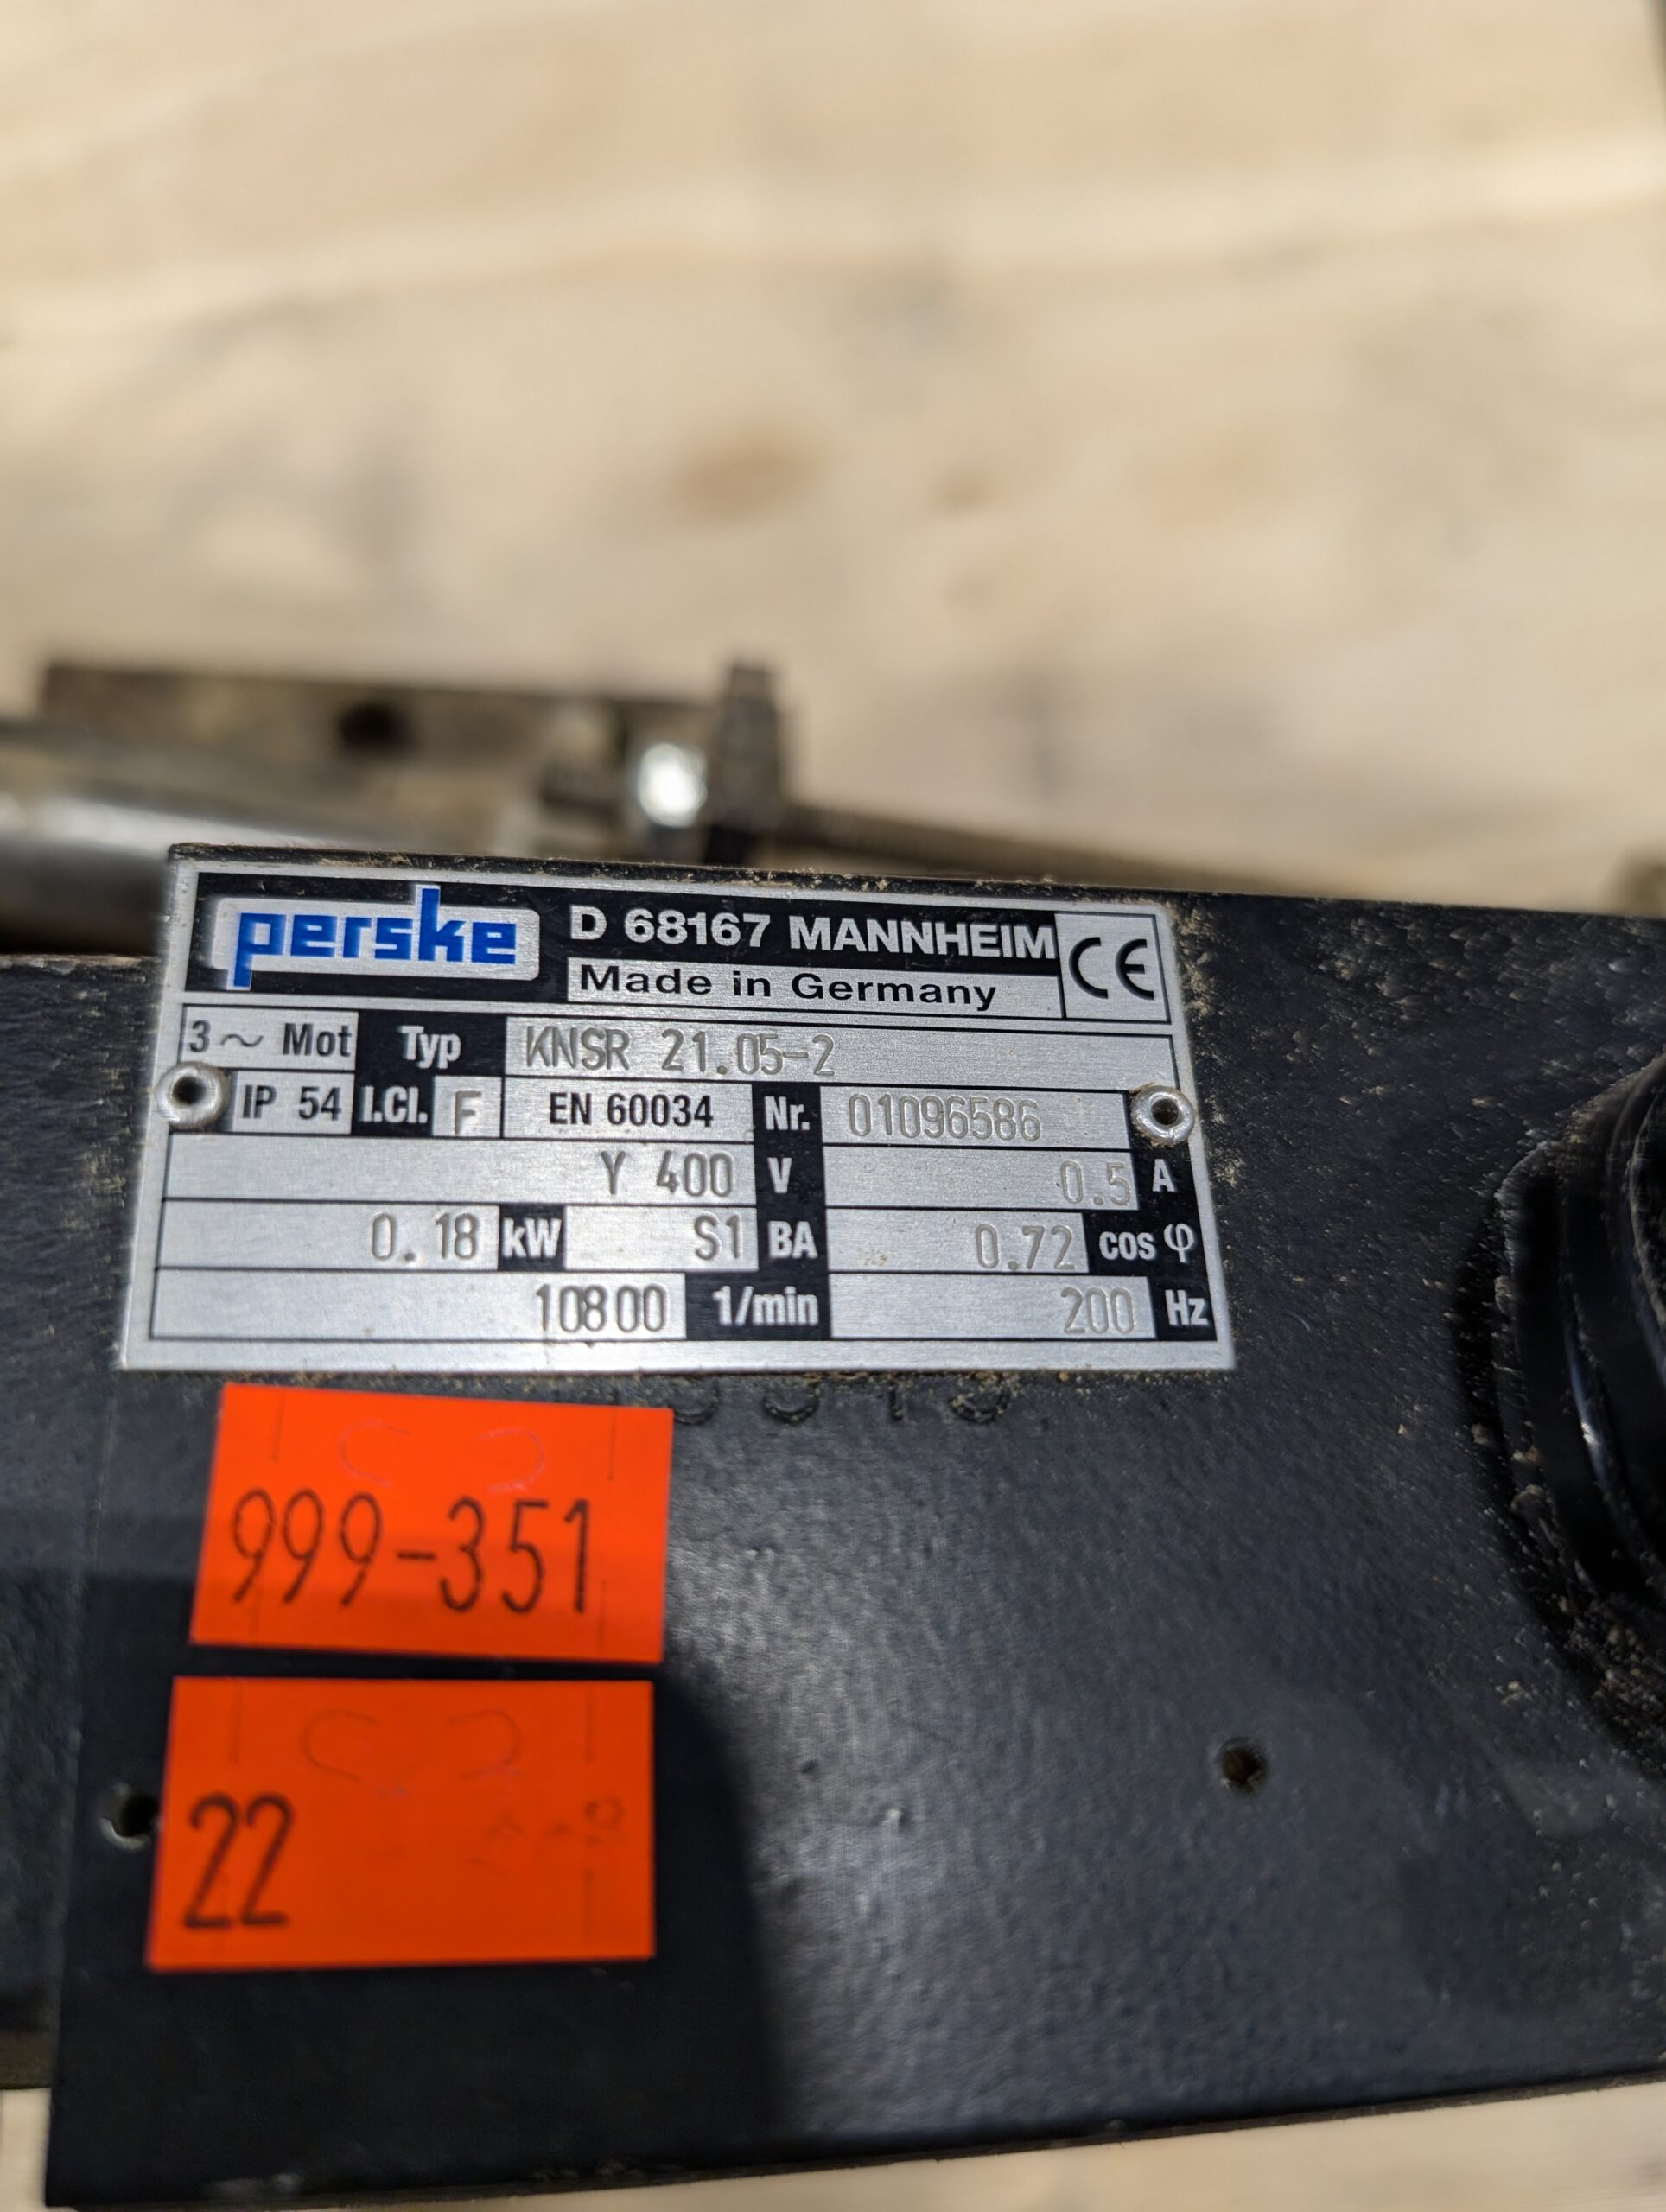 perske D 68167 MANNHEIM CE
Made in Germany
3 ~ Mot Typ KNSR 21.05-2
IP 54 I.Cl. F EN 60034 Nr. 01096586
Y 400 V 0.5 A
0.18 kW S1 BA 0.72 cos φ
10800 1/min 200 Hz
999-351
22